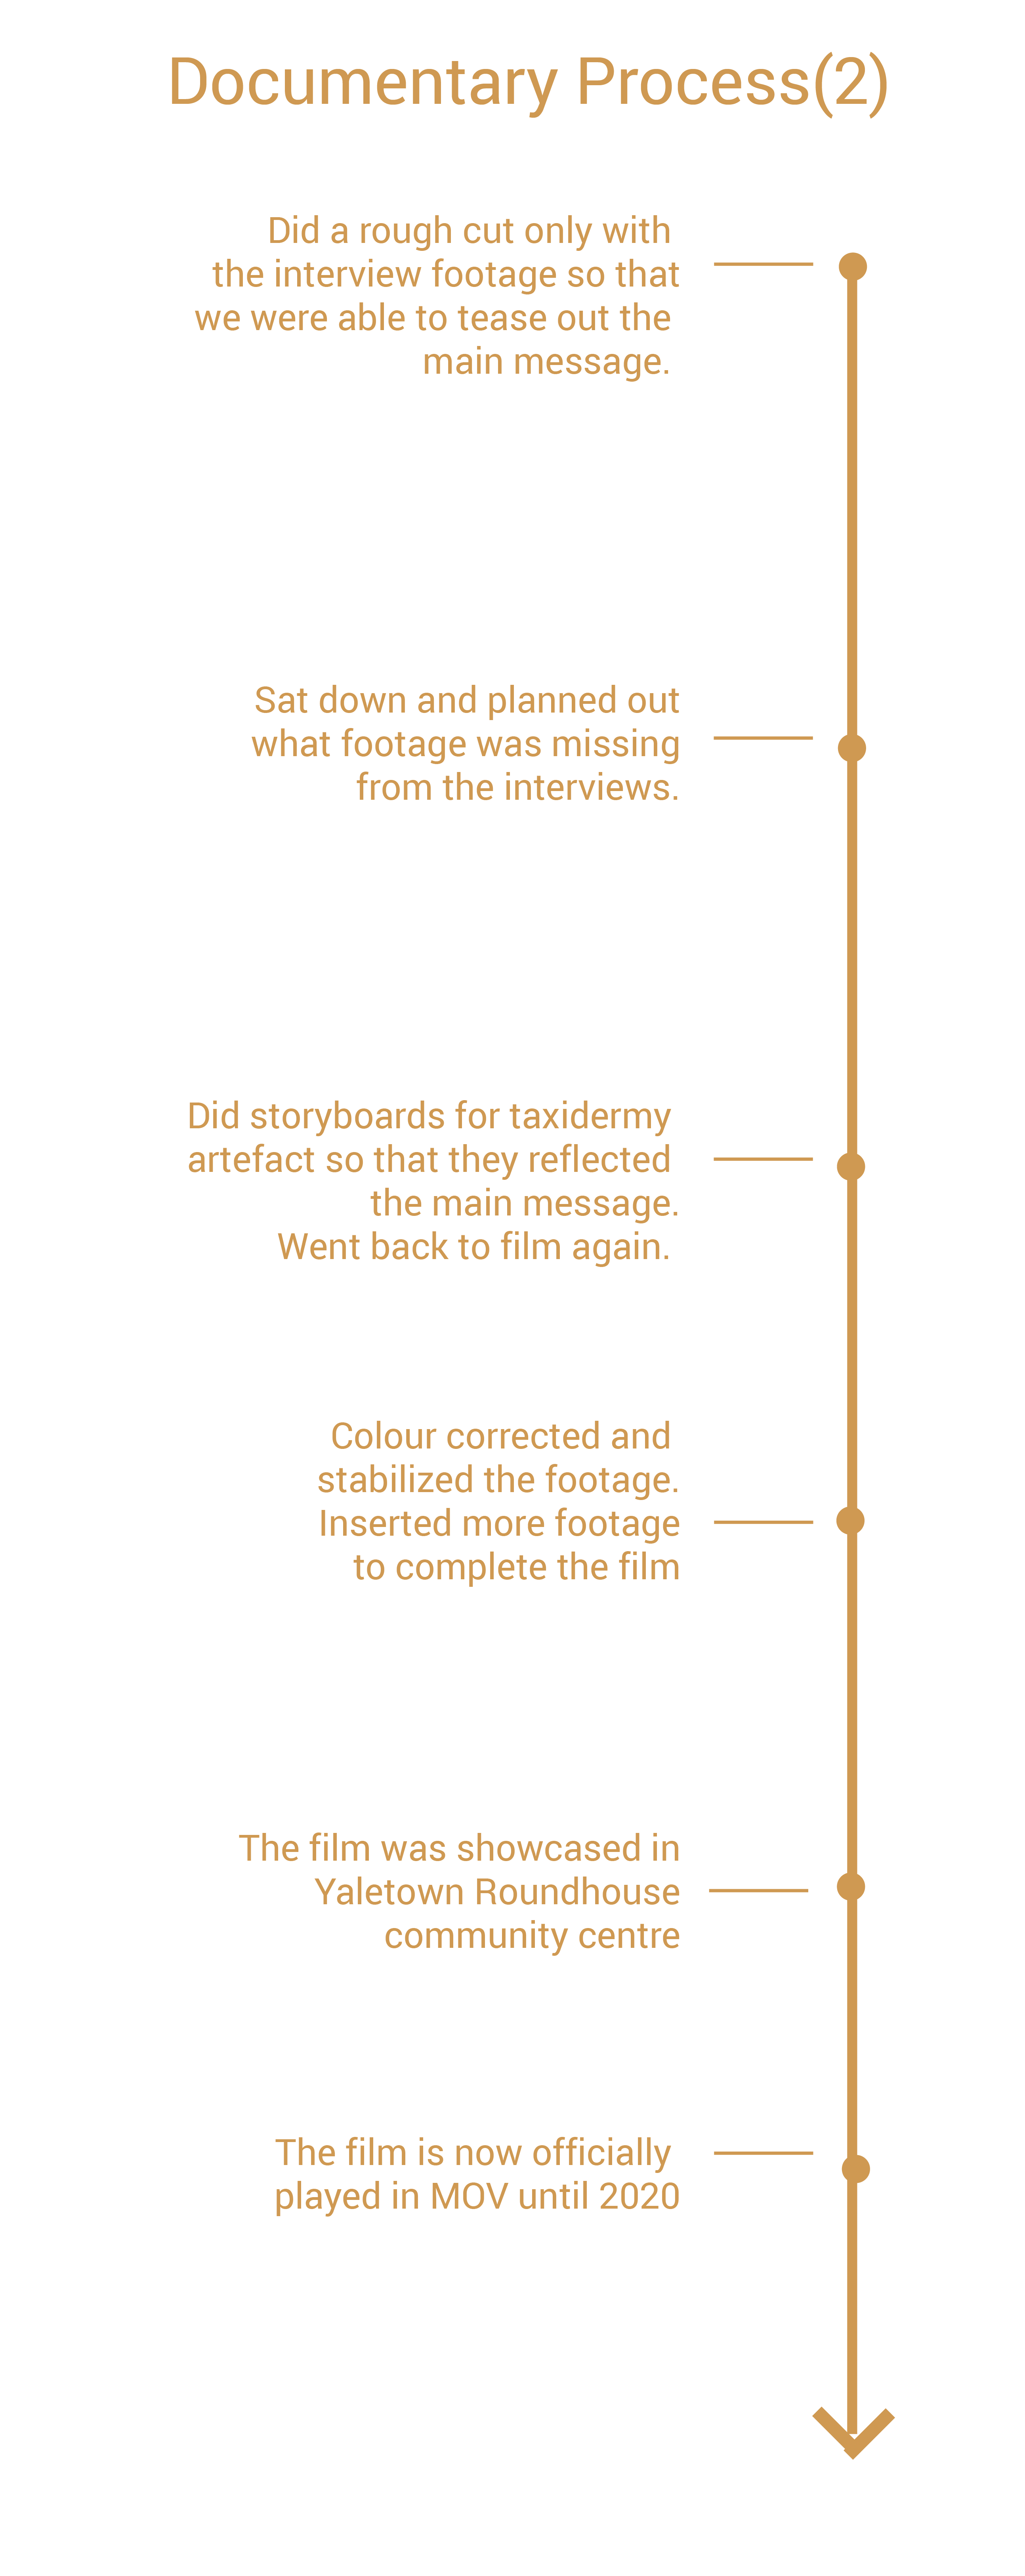 Documentary Process(2)
Did a rough cut only with
the interview footage so that
we were able to tease out the
main message.
Sat down and planned out
what footage was missing
from the interviews.
Did storyboards for taxidermy
artefact so that they reflected
the main message.
Went back to film again.
Colour corrected and
stabilized the footage.
Inserted more footage
to complete the film
The film was showcased in
Yaletown Roundhouse
community centre
The film is now officially
played in MOV until 2020